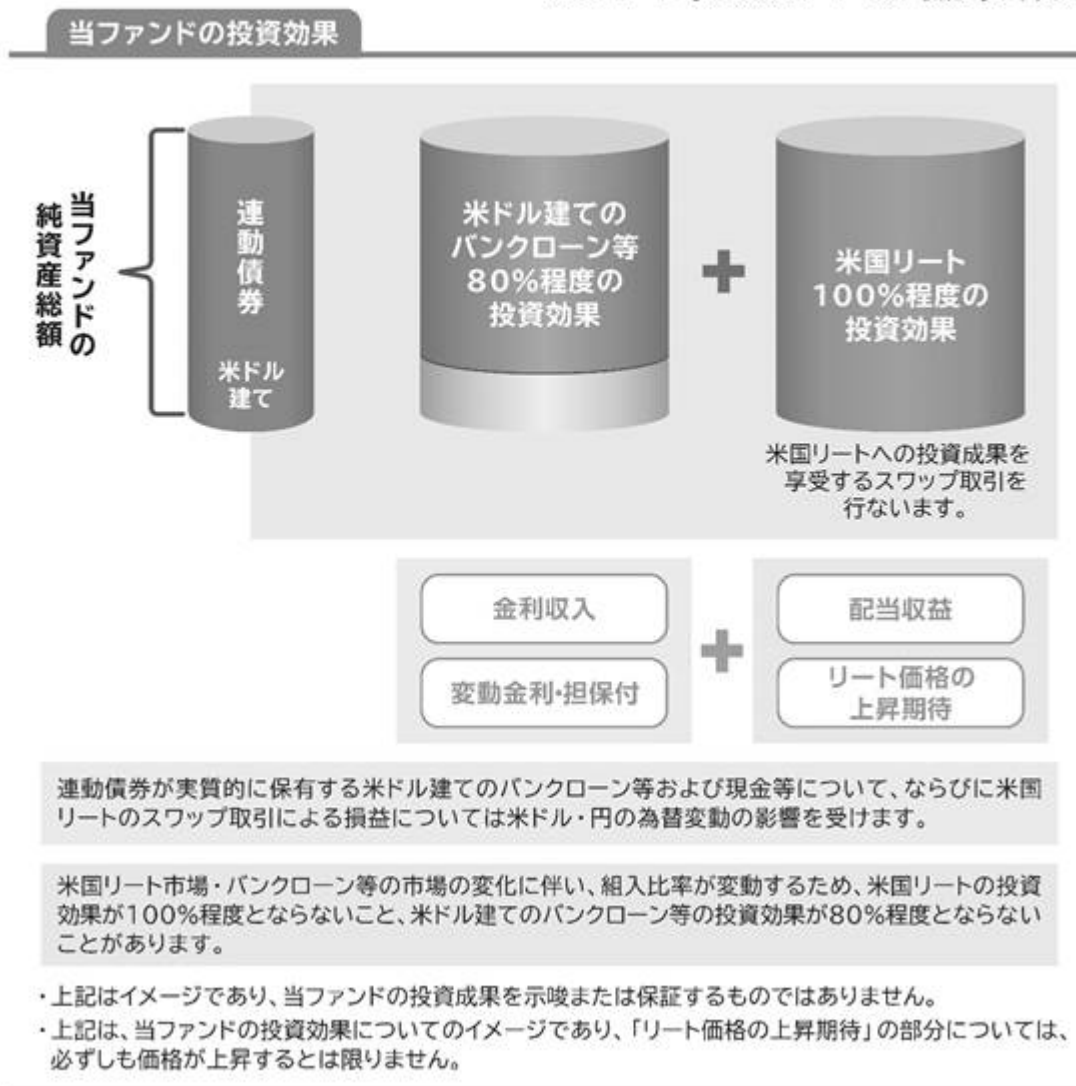 当ファンドの投資効果
当ファンドの
純資産総額
連動債券
米ドル
建て
米ドル建ての
バンクローン等
80%程度の
投資効果
+
米国リート
100%程度の
投資効果
米国リートへの投資成果を
享受するスワップ取引を
行ないます。
金利収入
変動金利・担保付
+
配当収益
リート価格の
上昇期待
連動債券が実質的に保有する米ドル建てのバンクローン等および現金等について、ならびに米国
リートのスワップ取引による損益については米ドル・円の為替変動の影響を受けます。
米国リート市場・バンクローン等の市場の変化に伴い、組入比率が変動するため、米国リートの投資
効果が100%程度とならないこと、米ドル建てのバンクローン等の投資効果が80%程度とならない
ことがあります。
・上記はイメージであり、当ファンドの投資成果を示唆または保証するものではありません。
・上記は、当ファンドの投資効果についてのイメージであり、「リート価格の上昇期待」の部分については、
必ずしも価格が上昇するとは限りません。